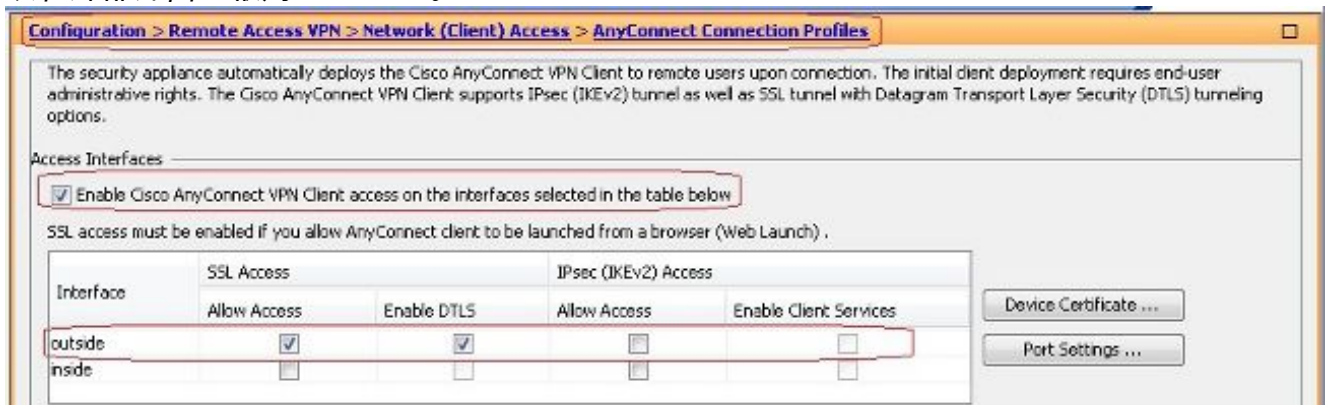 Configuration > Remote Access VPN > Network (Client) Access > AnyConnect Connection Profiles
The security appliance automatically deploys the Cisco AnyConnect VPN Client to remote users upon connection. The initial client deployment requires end-user
administrative rights. The Cisco AnyConnect VPN Client supports IPsec (IKEv2) tunnel as well as SSL tunnel with Datagram Transport Layer Security (DTLS) tunneling
options.
Access Interfaces
Enable Cisco AnyConnect VPN Client access on the interfaces selected in the table below
SSL access must be enabled if you allow AnyConnect client to be launched from a browser (Web Launch) .
Interface SSL Access IPsec (IKEv2) Access
Allow Access Enable DTLS Allow Access Enable Client Services
Device Certificate ...
outside
Port Settings ...
inside